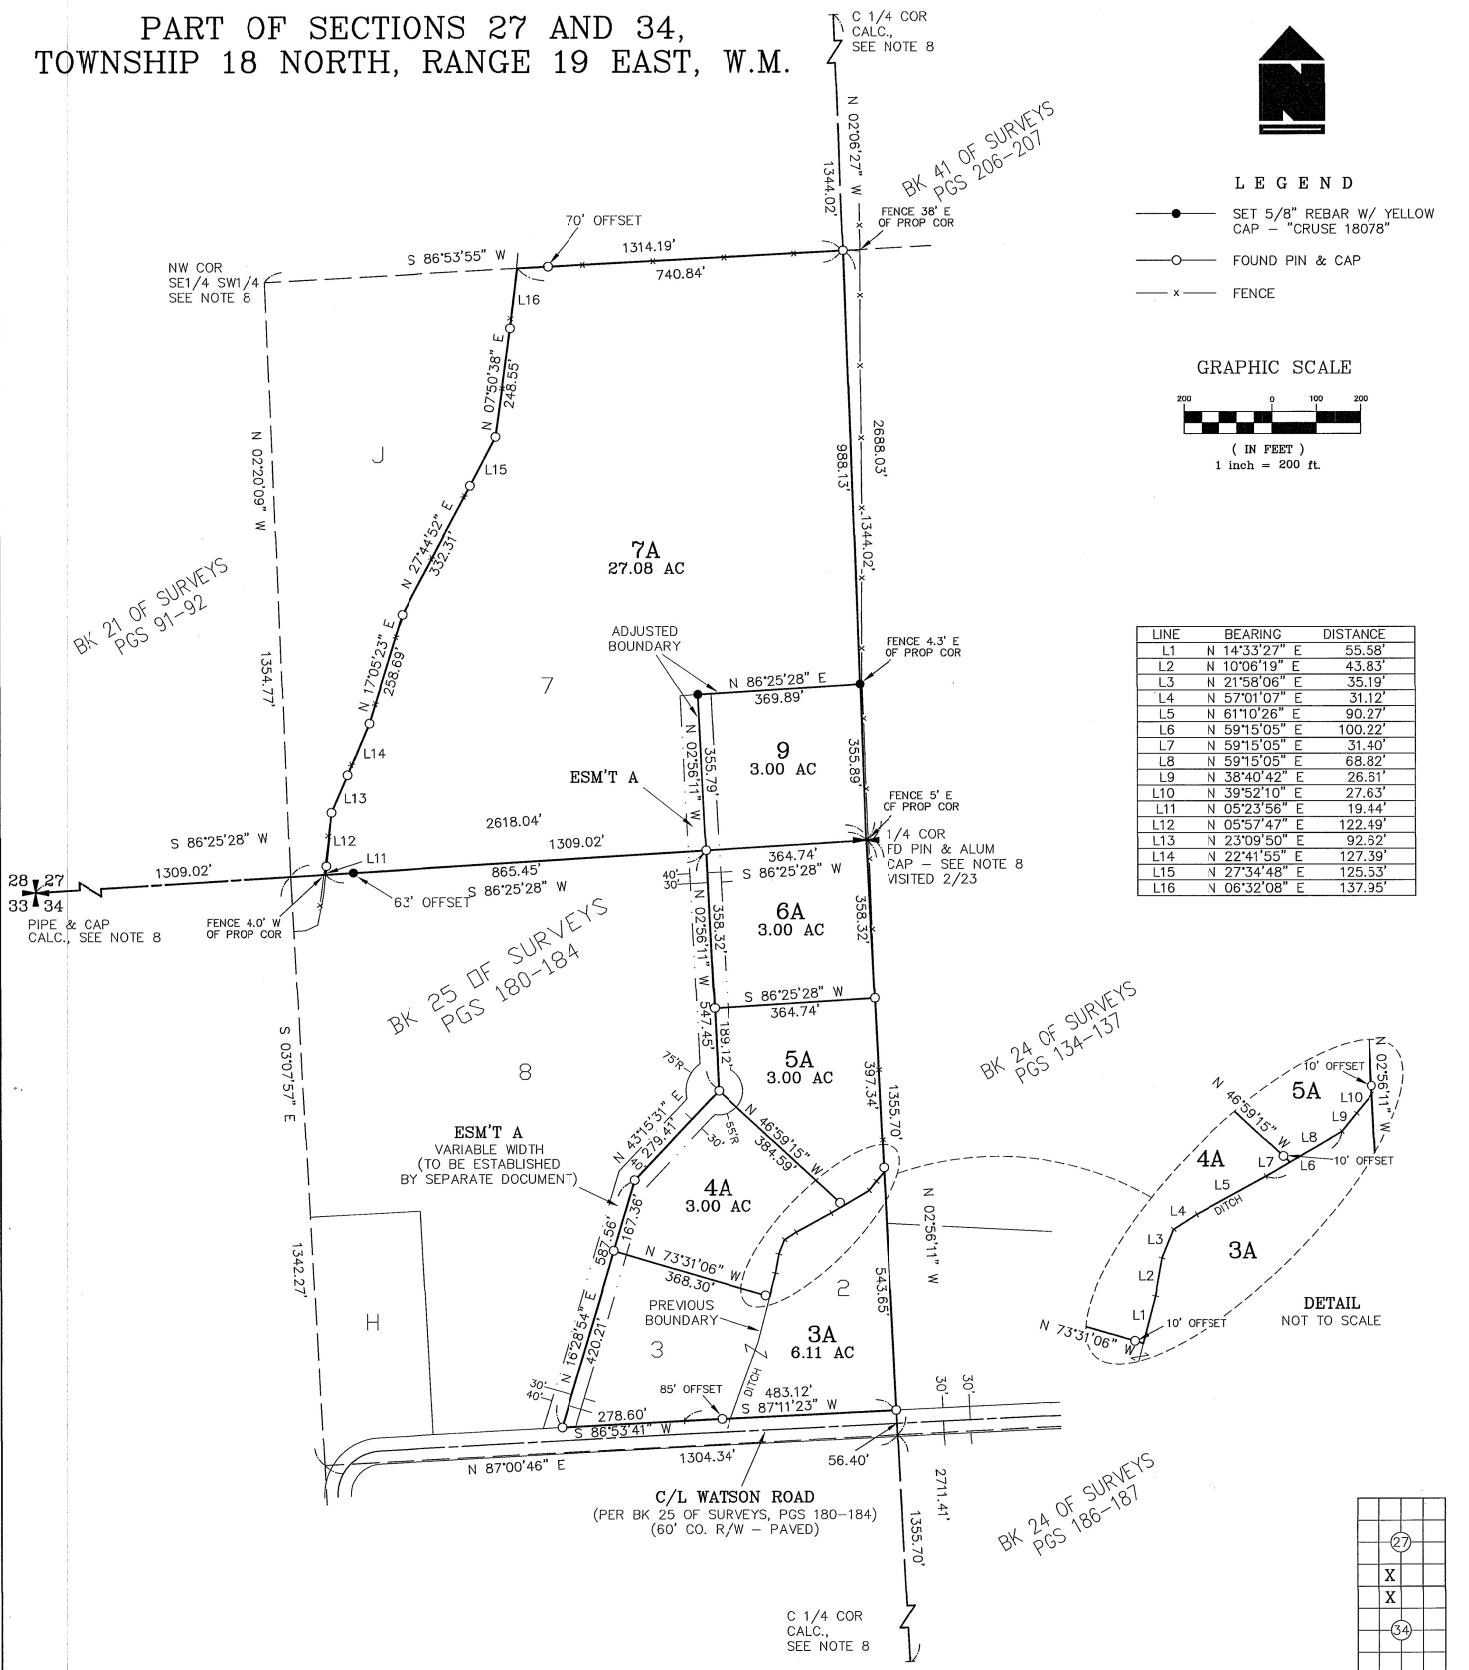 PART OF SECTIONS 27 AND 34,
TOWNSHIP 18 NORTH, RANGE 19 EAST, W.M.
C 1/4 COR
CALC.,
SEE NOTE 8
N 02°06'27" W
1344.02'
BK 41 OF SURVEYS
PGS 206-207
FENCE 38' E
OF PROP COR
70' OFFSET
1314.19'
S 86°53'55" W
740.84'
NW COR
SE1/4 SW1/4
SEE NOTE 8
L16
N 07°50'38" E
248.55'
L15
N 27°44'52" E
332.31'
N 17°05'23" E
258.69'
L14
L13
L12
L11
J
N 02°20'09" W
1354.77'
BK 21 OF SURVEYS
PGS 91-92
2688.03'
988.13'
1344.02'
7A
27.08 AC
ADJUSTED
BOUNDARY
FENCE 4.3' E
OF PROP COR
N 86°25'28" E
369.89'
7
N 02°56'11" W
355.79'
9
3.00 AC
355.89'
ESM'T A
FENCE 5' E
OF PROP COR
2618.04'
S 86°25'28" W
1309.02'
1309.02'
865.45'
S 86°25'28" W
364.74'
S 86°25'28" W
1/4 COR
FD PIN & ALUM
CAP - SEE NOTE 8
VISITED 2/23
28 27
33 34
PIPE & CAP
CALC., SEE NOTE 8
FENCE 4.0' W
OF PROP COR
63' OFFSET
40'
30'
BK 25 OF SURVEYS
PGS 180-184
N 02°56'11" W
358.32'
6A
3.00 AC
358.32'
S 86°25'28" W
364.74'
547.45'
189.12'
5A
3.00 AC
397.34'
1355.70'
BK 24 OF SURVEYS
PGS 134-137
S 03°07'57" E
1342.27'
8
75'R
55'R
30'
N 43°15'31" E
279.41'
40'
N 46°59'15" W
384.59'
ESM'T A
VARIABLE WIDTH
(TO BE ESTABLISHED
BY SEPARATE DOCUMENT)
4A
3.00 AC
587.56'
167.36'
N 73°31'06" W
368.30'
N 02°56'11" W
543.65'
2
PREVIOUS
BOUNDARY
3
3A
6.11 AC
H
N 16°28'54" E
420.21'
30'
40'
DITCH
85' OFFSET
483.12'
S 87°11'23" W
278.60'
S 86°53'41" W
30'
30'
N 87°00'46" E
1304.34'
56.40'
C/L WATSON ROAD
(PER BK 25 OF SURVEYS, PGS 180-184)
(60' CO. R/W - PAVED)
2711.41'
1355.70'
BK 24 OF SURVEYS
PGS 186-187
C 1/4 COR
CALC.,
SEE NOTE 8
N
LEGEND
SET 5/8" REBAR W/ YELLOW
CAP - "CRUSE 18078"
FOUND PIN & CAP
x FENCE
GRAPHIC SCALE
200 0 100 200
( IN FEET )
1 inch = 200 ft.
LINE BEARING DISTANCE
L1 N 14°33'27" E 55.58'
L2 N 10°06'19" E 43.83'
L3 N 21°58'06" E 35.19'
L4 N 57°01'07" E 31.12'
L5 N 61°10'26" E 90.27'
L6 N 59°15'05" E 100.22'
L7 N 59°15'05" E 31.40'
L8 N 59°15'05" E 68.82'
L9 N 38°40'42" E 26.51'
L10 N 39°52'10" E 27.63'
L11 N 05°23'56" E 19.44'
L12 N 05°57'47" E 122.49'
L13 N 23°09'50" E 92.62'
L14 N 22°41'55" E 127.39'
L15 N 27°34'48" E 125.53'
L16 N 06°32'08" E 137.95'
10' OFFSET
N 02°56'11" W
N 46°59'15" W
5A
L10
L9
L8
10' OFFSET
L7
L6
4A
L5
DITCH
L4
L3
3A
L2
L1
10' OFFSET
N 73°31'06" W
DETAIL
NOT TO SCALE
27
X
X
34